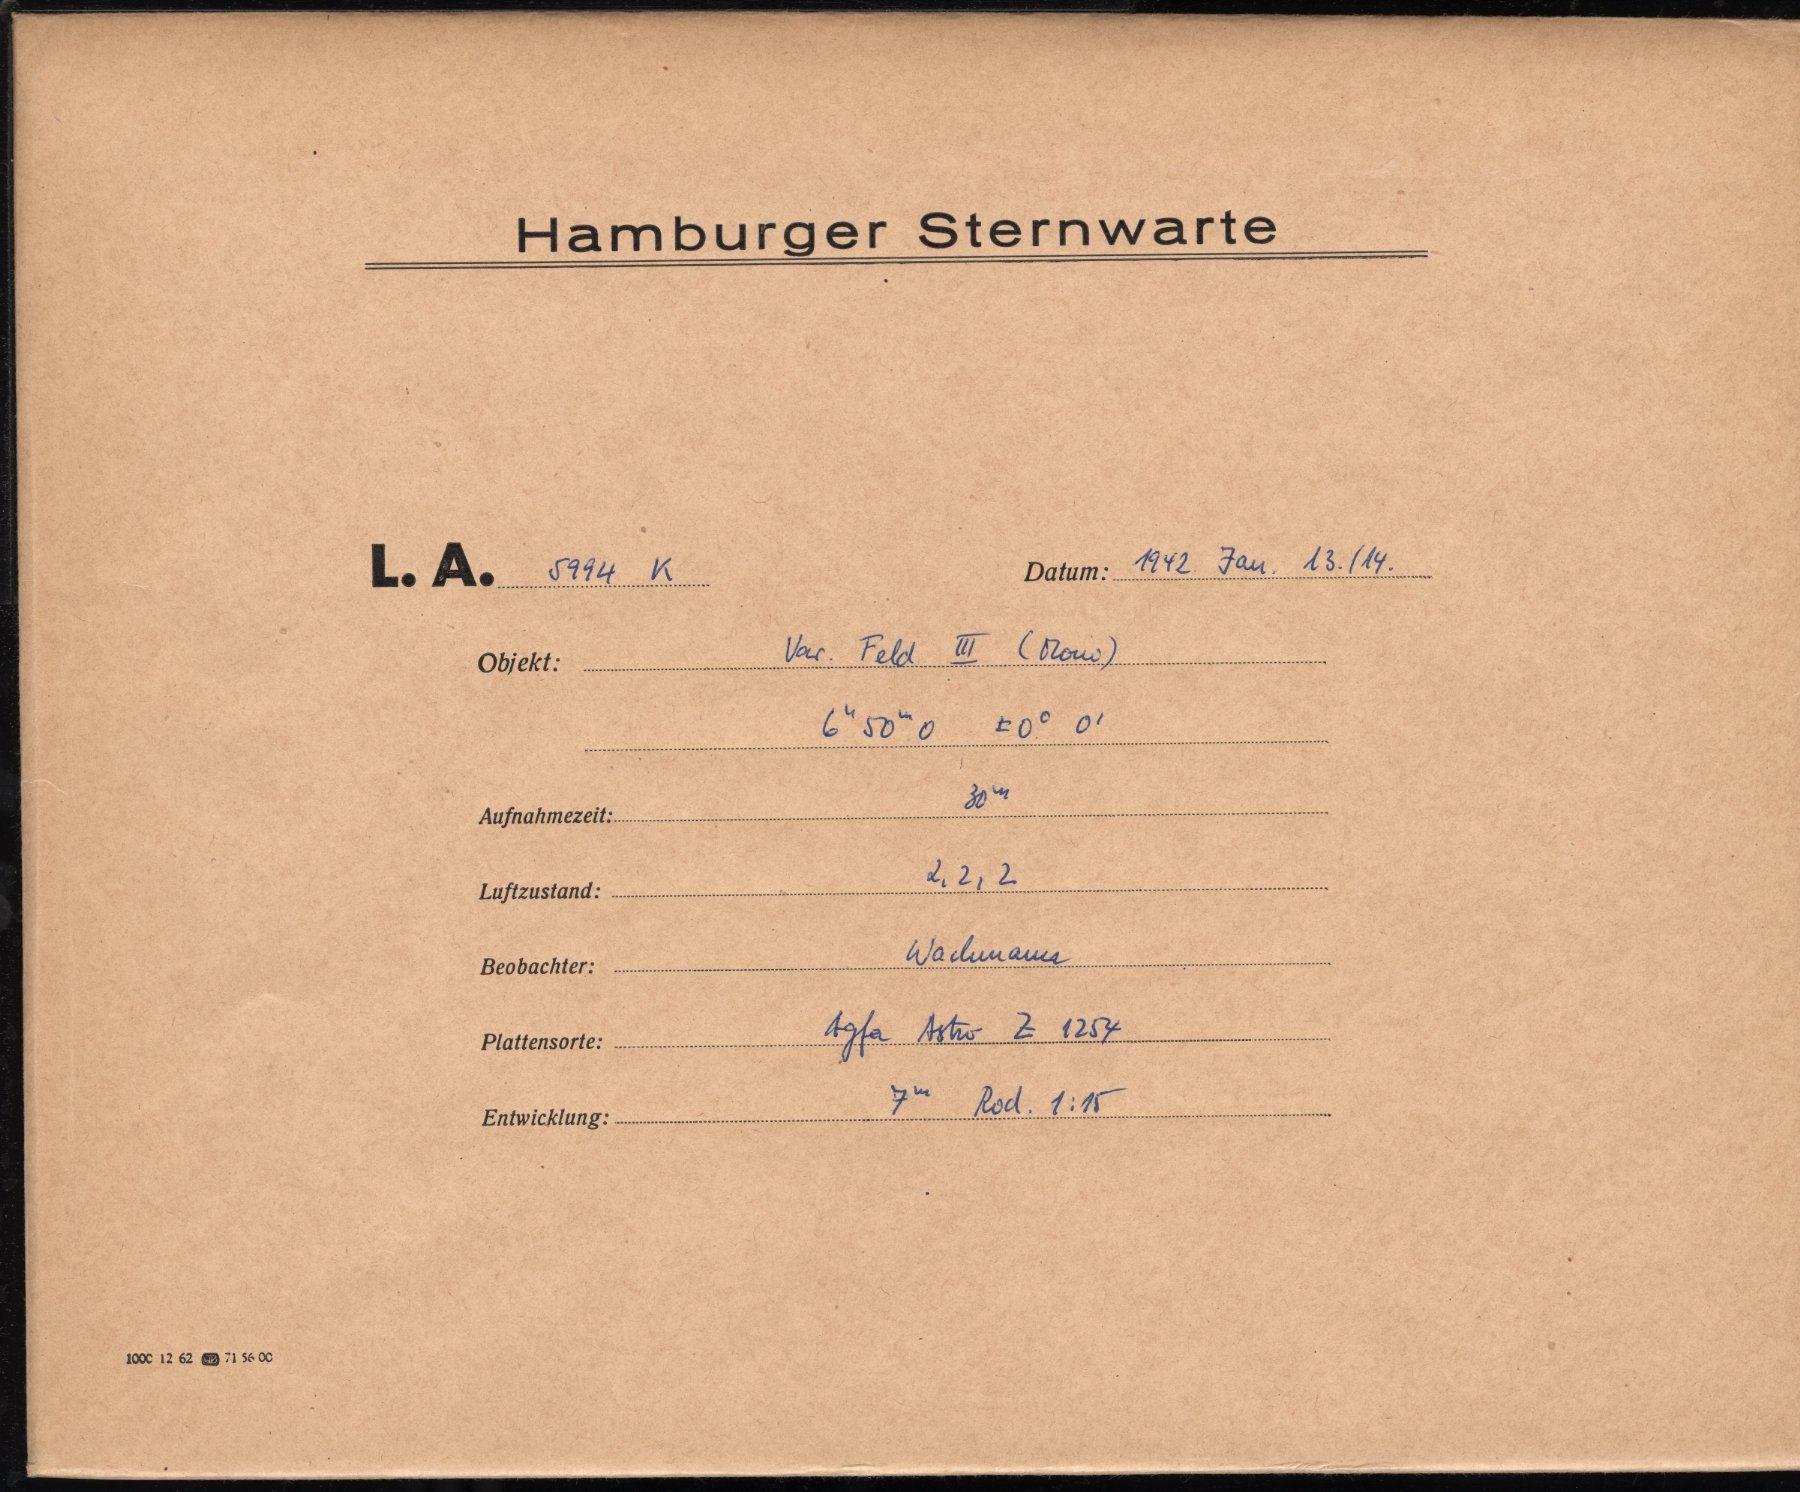 Hamburger Sternwarte
L. A. 5994 K Datum: 1942 Jan. 13./14.
Objekt: Var. Feld III (Mono)
6ʰ 50ᵐ 0 ±0° 0'
Aufnahmezeit: 30ᵐ
Luftzustand: 2, 2, 2
Beobachter: Wachmann
Plattensorte: Agfa Astro Z 1254
Entwicklung: 7ᵐ Rod. 1:15
1000 12 62 71 56 00